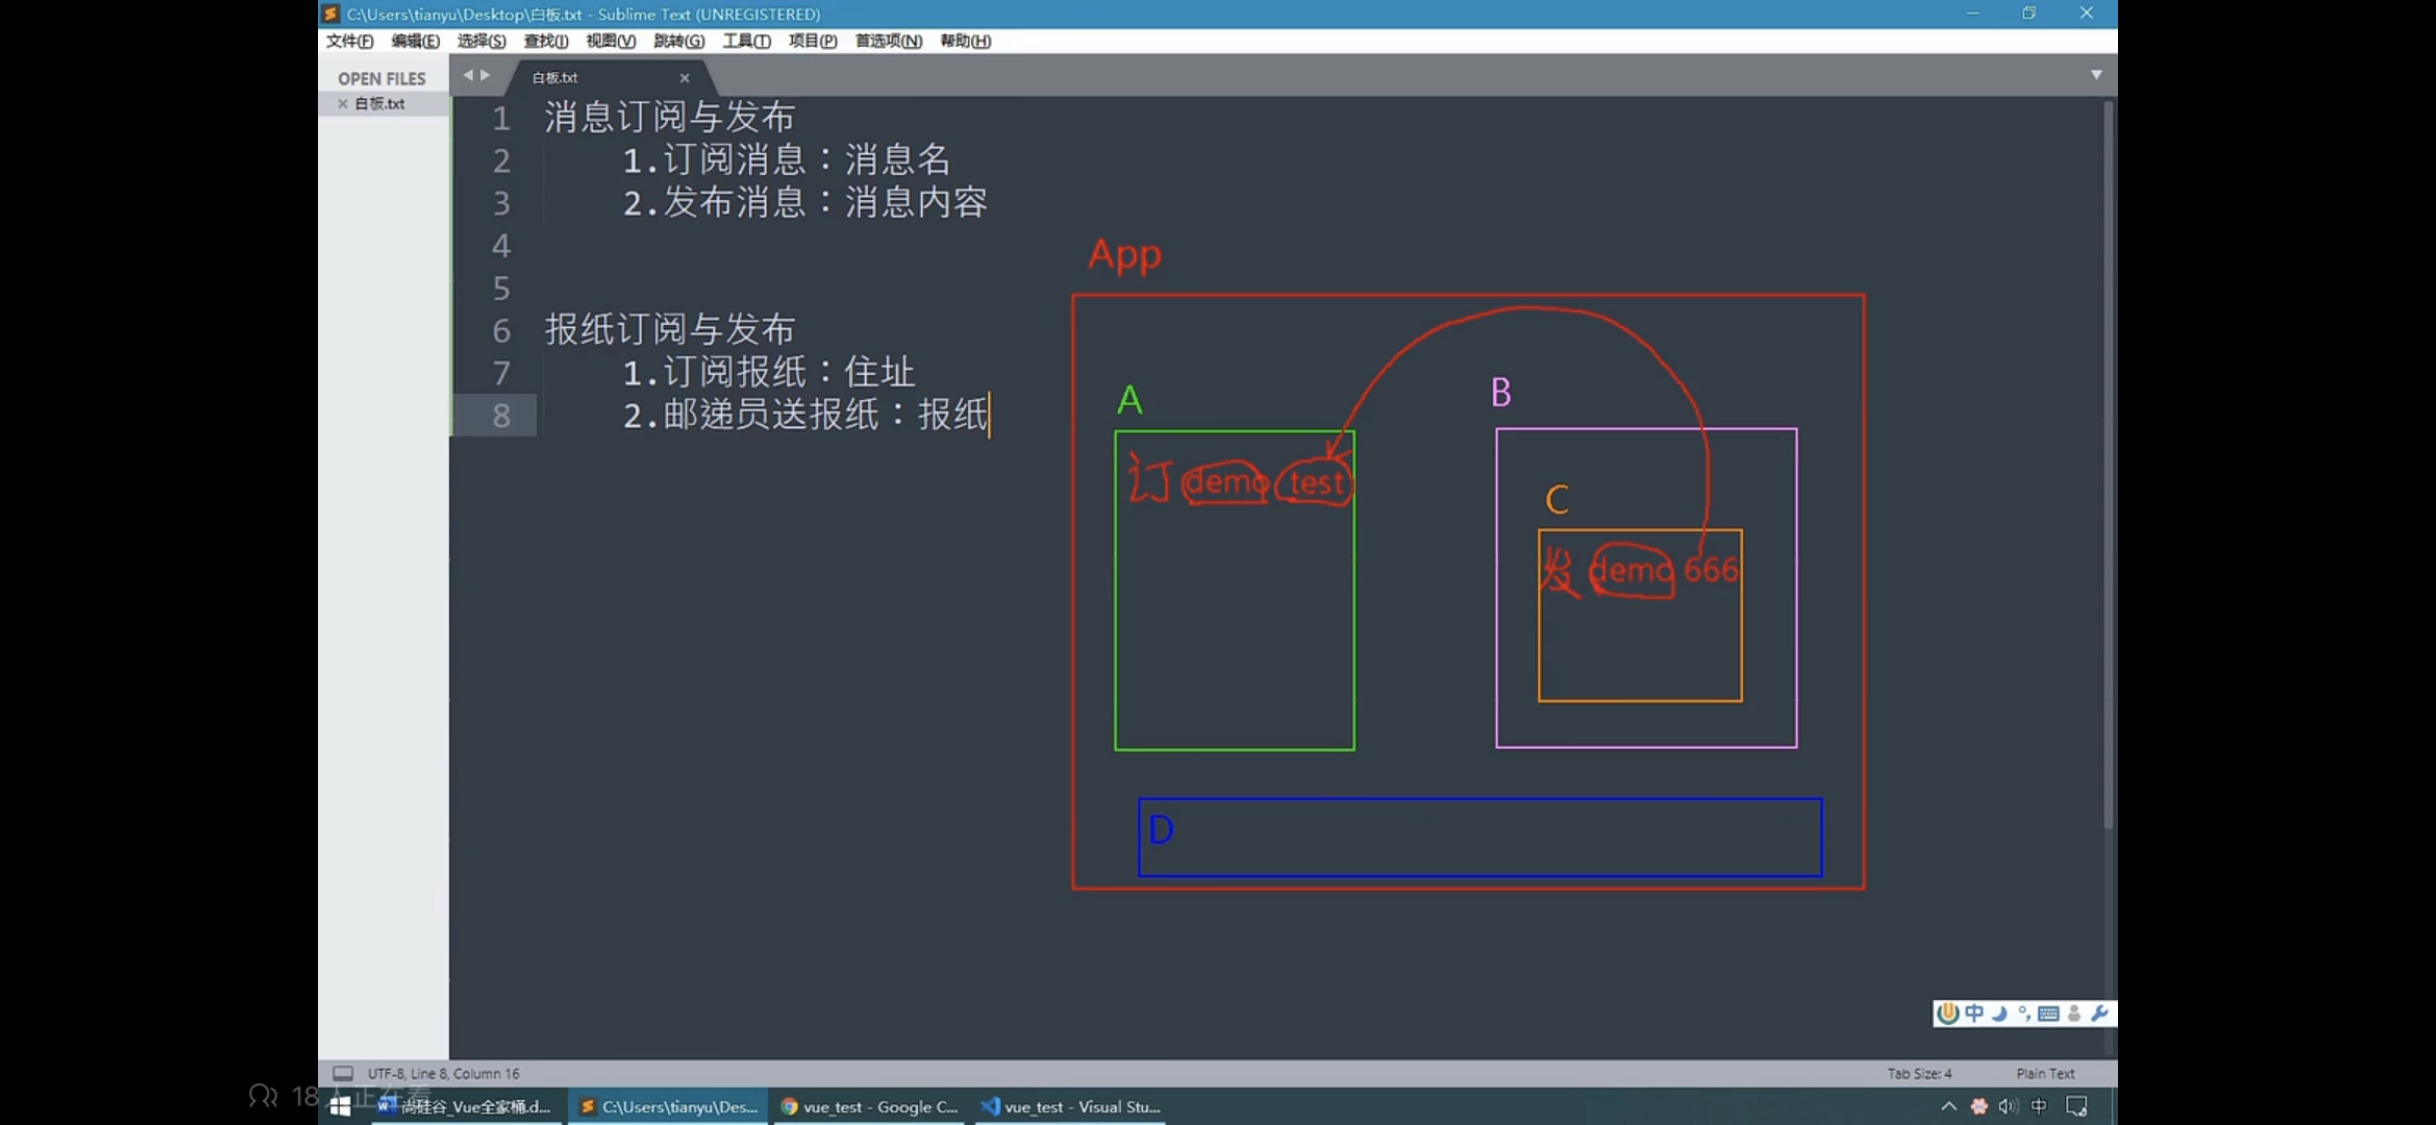 C:\Users\tianyu\Desktop\白板.txt - Sublime Text (UNREGISTERED)
文件(F) 编辑(E) 选择(S) 查找(I) 视图(V) 跳转(G) 工具(T) 项目(P) 首选项(N) 帮助(H)
OPEN FILES
白板.txt
白板.txt
1 消息订阅与发布
2 1.订阅消息：消息名
3 2.发布消息：消息内容
4
5
6 报纸订阅与发布
7 1.订阅报纸：住址
8 2.邮递员送报纸：报纸
App
A
B
订 demo test
C
发 demo 666
D
中
UTF-8, Line 8, Column 16
Tab Size: 4
Plain Text
18人正在看
尚硅谷_Vue全家桶.d...
C:\Users\tianyu\Des...
vue_test - Google C...
vue_test - Visual Stu...
中